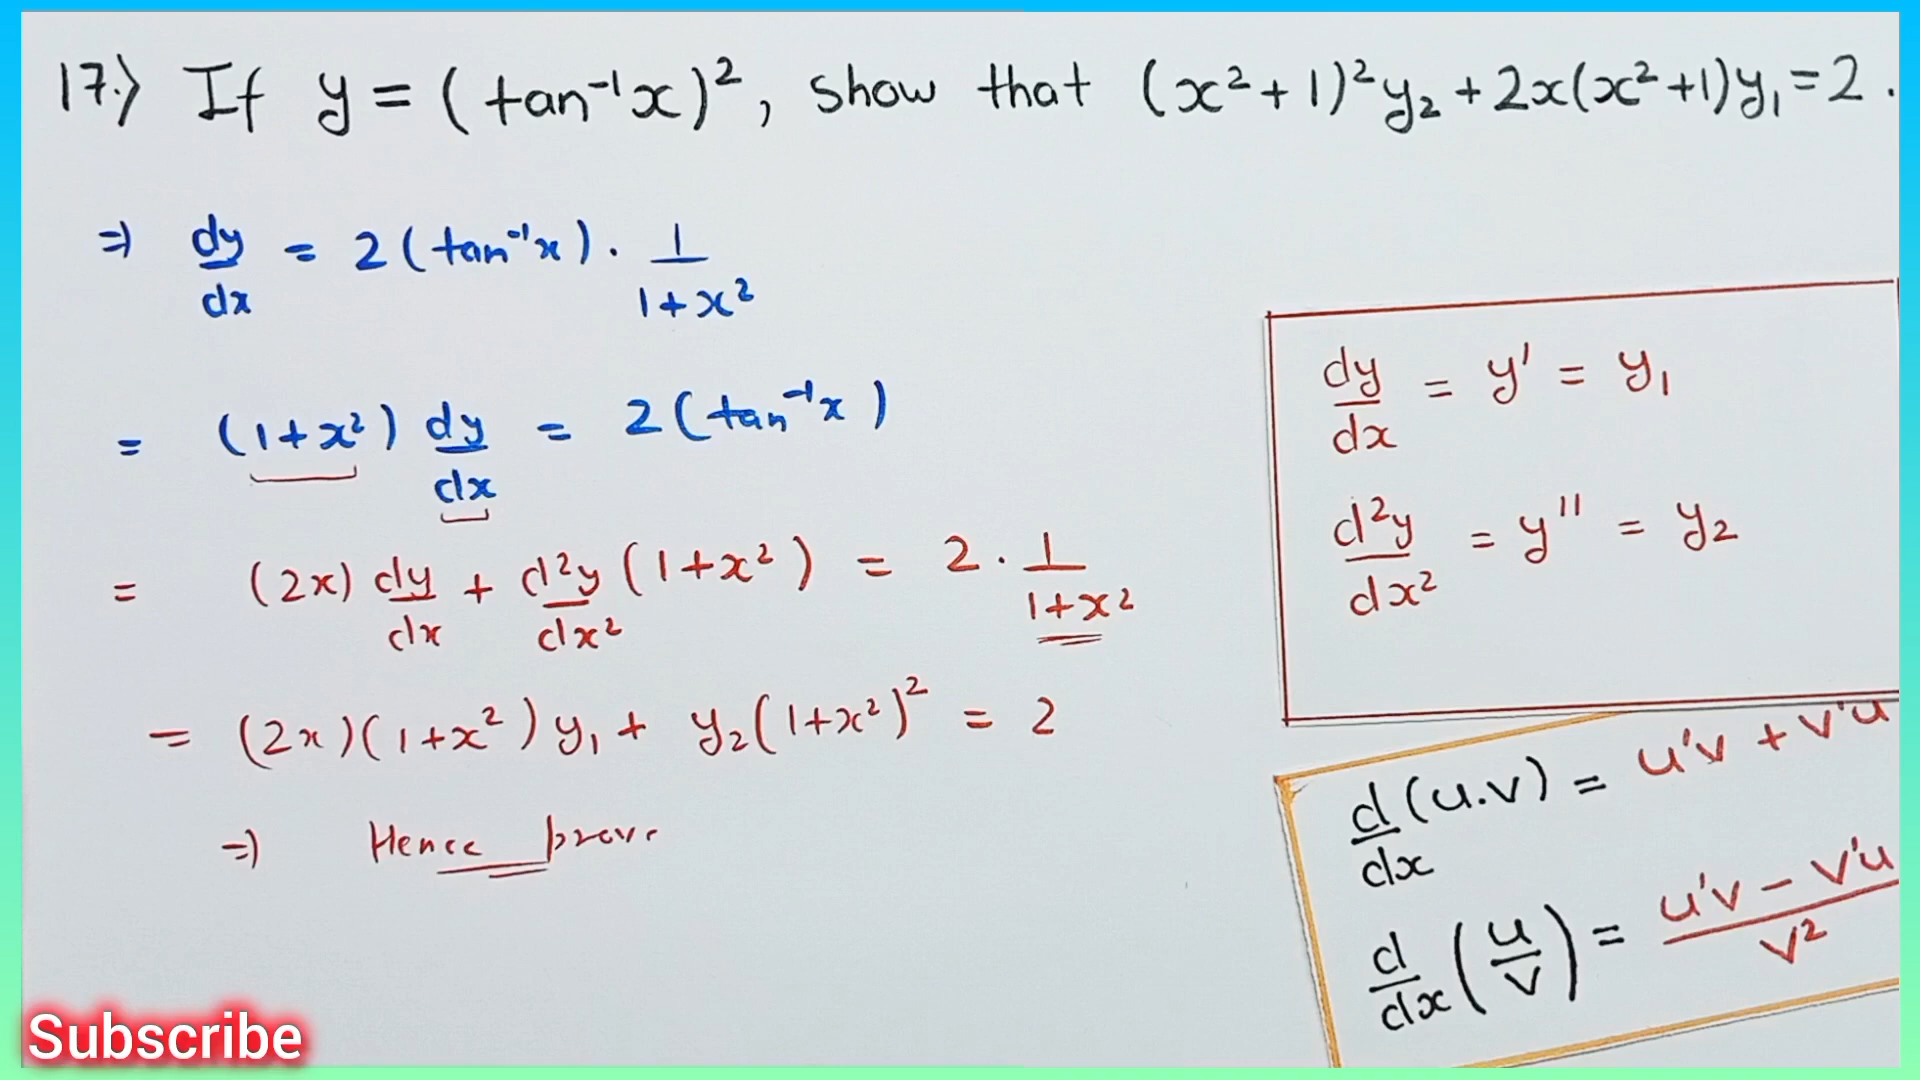 17.) If y = (tan⁻¹x)², show that (x²+1)²y₂ + 2x(x²+1)y₁ = 2.
⇒ dy/dx = 2(tan⁻¹x) · 1/(1+x²)
= (1+x²) dy/dx = 2(tan⁻¹x)
= (2x) dy/dx + d²y/dx² (1+x²) = 2 · 1/(1+x²)
= (2x)(1+x²) y₁ + y₂(1+x²)² = 2
⇒ Hence prove
dy/dx = y' = y₁
d²y/dx² = y'' = y₂
d/dx (u.v) = u'v + v'u
d/dx (u/v) = (u'v − v'u)/v²
Subscribe